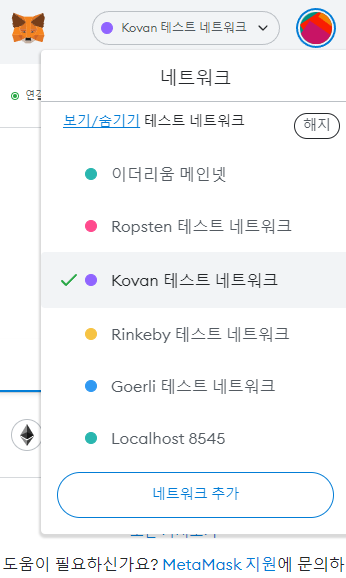 Kovan 테스트 네트워크
연결
네트워크
보기/숨기기 테스트 네트워크
해지
이더리움 메인넷
Ropsten 테스트 네트워크
Kovan 테스트 네트워크
Rinkeby 테스트 네트워크
Goerli 테스트 네트워크
Localhost 8545
네트워크 추가
도움이 필요하신가요? MetaMask 지원에 문의하